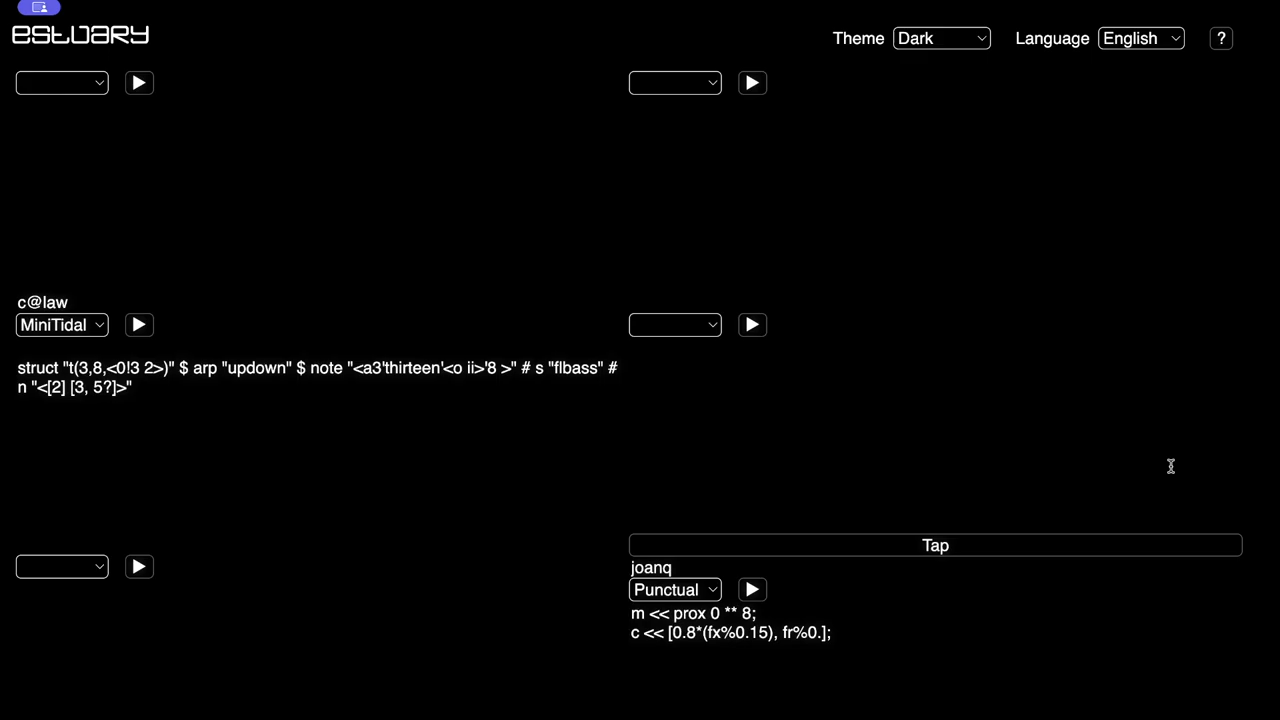 estuary
Theme Dark Language English ?
c@law
MiniTidal
struct "t(3,8,<0!3 2>)" $ arp "updown" $ note "<a3'thirteen'<o ii>'8 >" # s "flbass" #
n "<[2] [3, 5?]>"
Tap
joanq
Punctual
m << prox 0 ** 8;
c << [0.8*(fx%0.15), fr%0.];